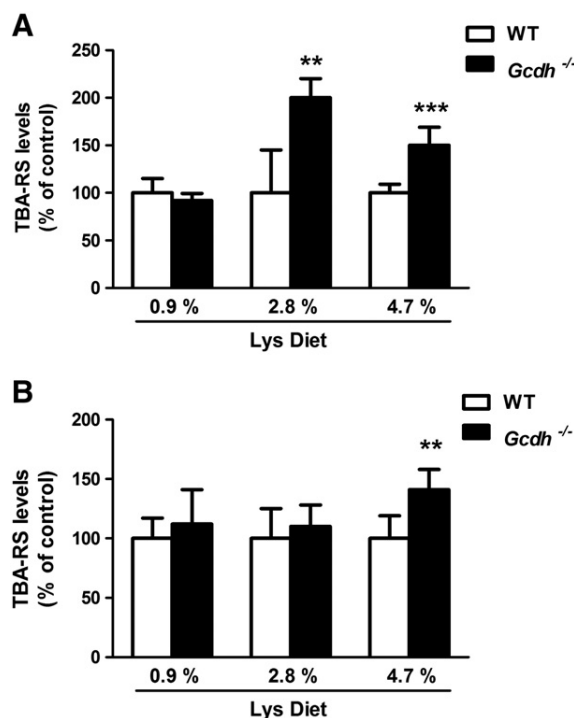 A
WT
Gcdh -/-
TBA-RS levels
(% of control)
250
200
150
100
50
0
**
***
0.9 %
2.8 %
4.7 %
Lys Diet
B
WT
Gcdh -/-
TBA-RS levels
(% of control)
200
150
100
50
0
**
0.9 %
2.8 %
4.7 %
Lys Diet